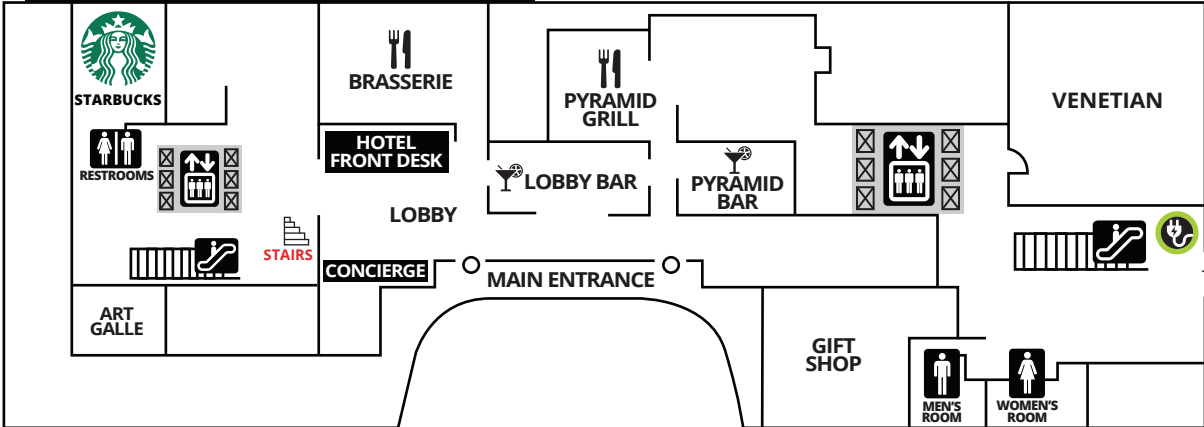 STARBUCKS
BRASSERIE
PYRAMID
GRILL
VENETIAN
HOTEL
FRONT DESK
RESTROOMS
LOBBY BAR
PYRAMID
BAR
LOBBY
STAIRS
CONCIERGE
MAIN ENTRANCE
ART
GALLE
GIFT
SHOP
MEN'S
ROOM
WOMEN'S
ROOM